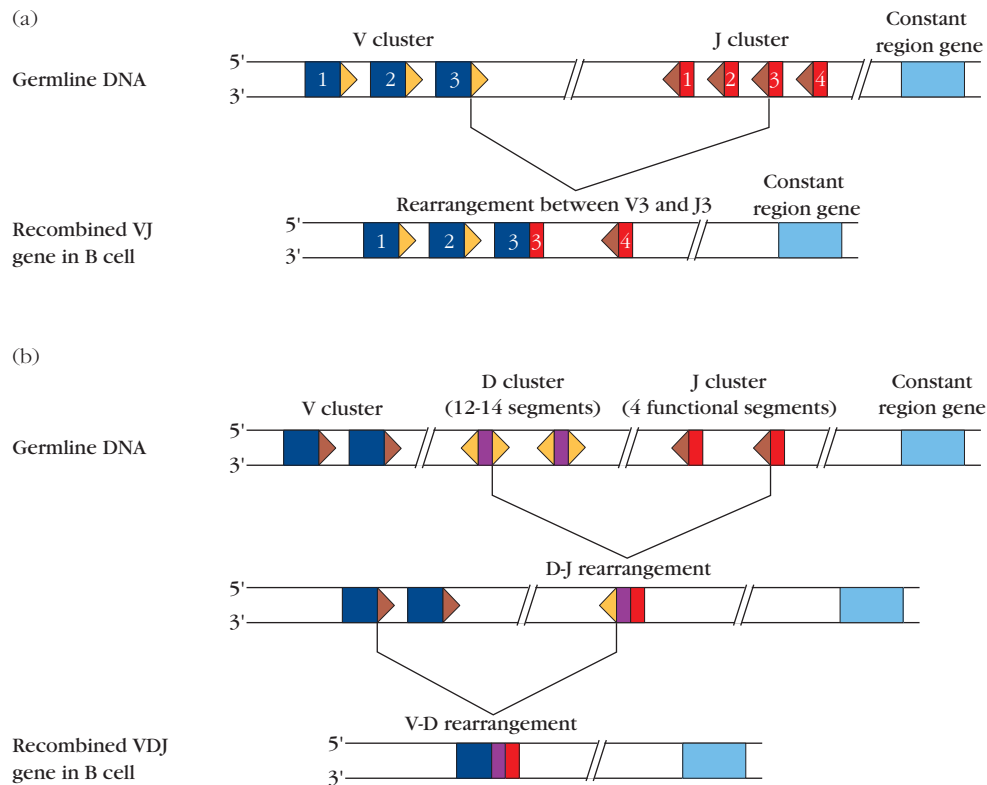 (a)
V cluster
J cluster
Constant
region gene
Germline DNA
5'
3'
1
2
3
1
2
3
4
Rearrangement between V3 and J3
Constant
region gene
Recombined VJ
gene in B cell
5'
3'
1
2
3
3
4
(b)
V cluster
D cluster
(12-14 segments)
J cluster
(4 functional segments)
Constant
region gene
Germline DNA
5'
3'
D-J rearrangement
5'
3'
V-D rearrangement
Recombined VDJ
gene in B cell
5'
3'